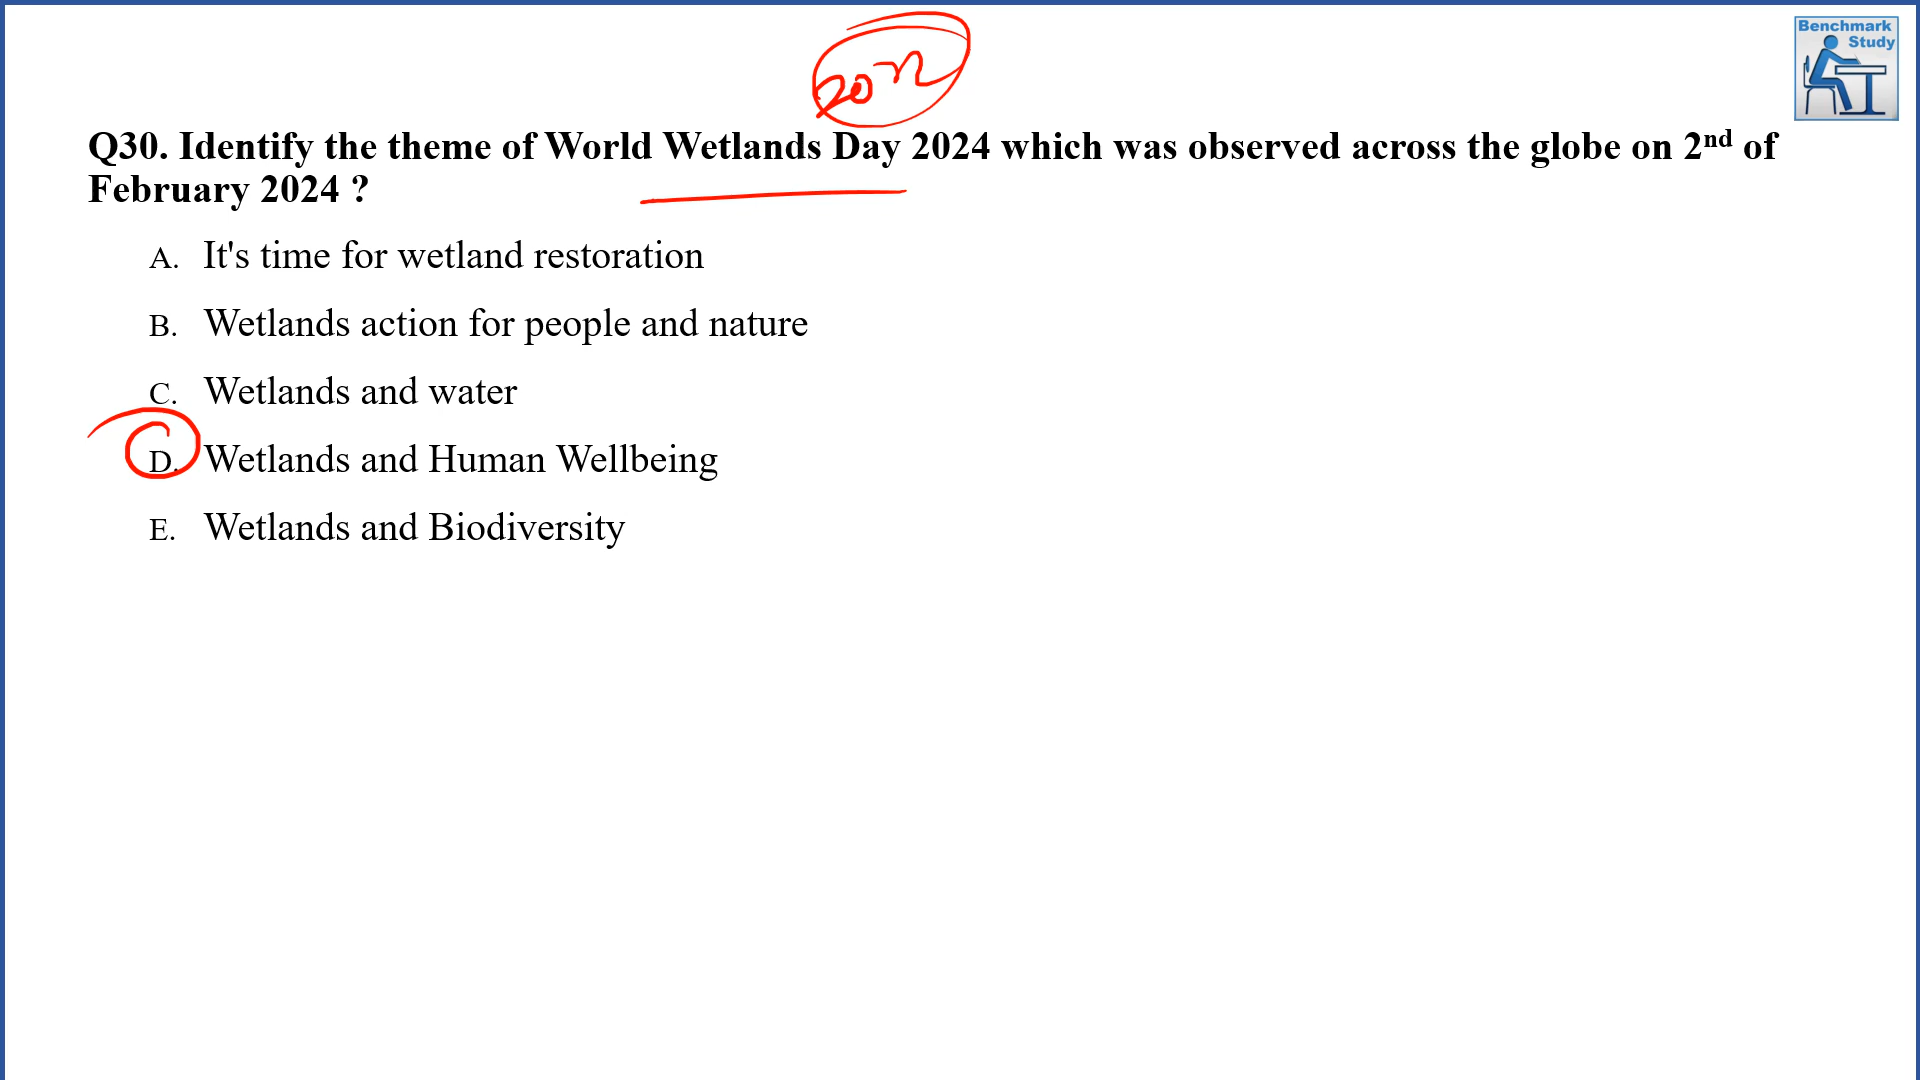 Benchmark
Study
Q30. Identify the theme of World Wetlands Day 2024 which was observed across the globe on 2nd of
February 2024 ?
A. It's time for wetland restoration
B. Wetlands action for people and nature
C. Wetlands and water
D. Wetlands and Human Wellbeing
E. Wetlands and Biodiversity